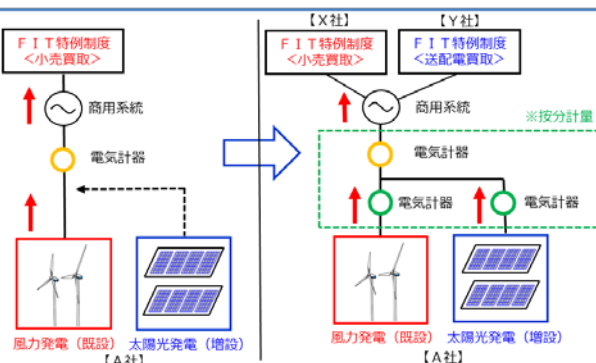 【X社】
【Y社】
ＦＩＴ特例制度
＜小売買取＞
ＦＩＴ特例制度
＜小売買取＞
ＦＩＴ特例制度
＜送配電買取＞
商用系統
商用系統
※按分計量
電気計器
電気計器
電気計器
電気計器
風力発電（既設）
太陽光発電（増設）
風力発電（既設）
太陽光発電（増設）
【A社】
【A社】